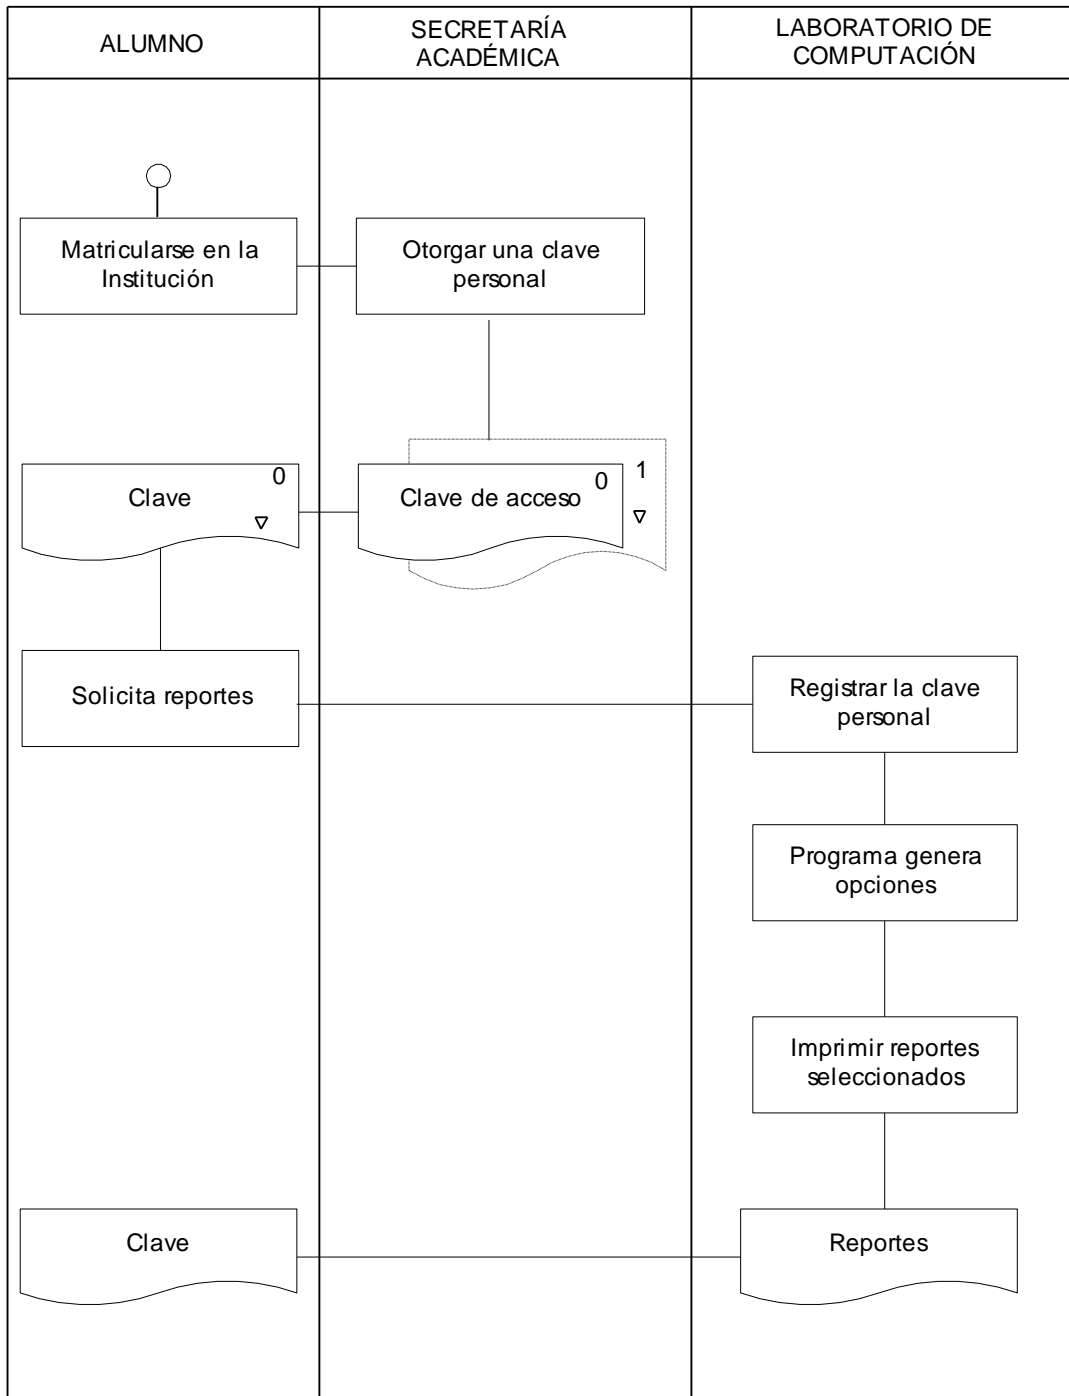 ALUMNO
SECRETARÍA
ACADÉMICA
LABORATORIO DE
COMPUTACIÓN
Matricularse en la
Institución
Otorgar una clave
personal
Clave
0
Clave de acceso
0
1
Solicita reportes
Registrar la clave
personal
Programa genera
opciones
Imprimir reportes
seleccionados
Clave
Reportes